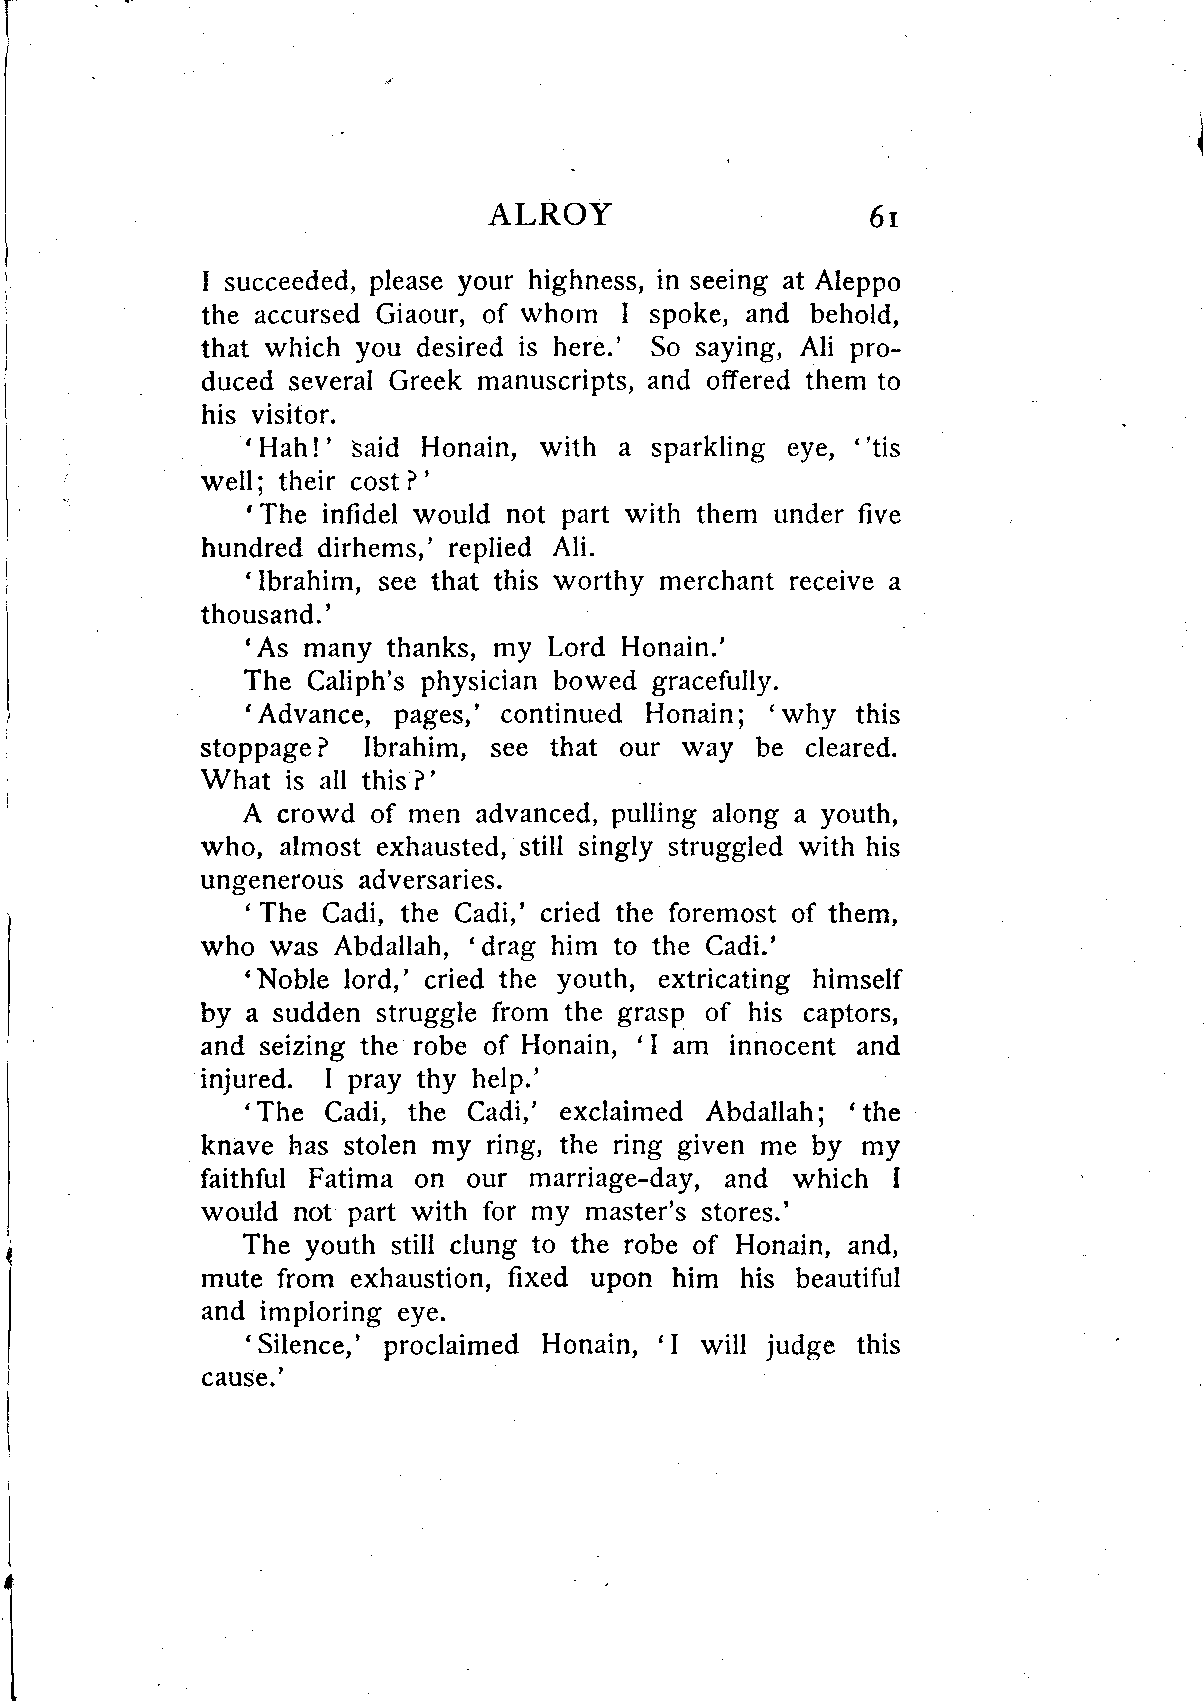 ALROY 61
I succeeded, please your highness, in seeing at Aleppo
the accursed Giaour, of whom I spoke, and behold,
that which you desired is here.' So saying, Ali pro-
duced several Greek manuscripts, and offered them to
his visitor.
'Hah!' said Honain, with a sparkling eye, ''tis
well; their cost?'
'The infidel would not part with them under five
hundred dirhems,' replied Ali.
'Ibrahim, see that this worthy merchant receive a
thousand.'
'As many thanks, my Lord Honain.'
The Caliph's physician bowed gracefully.
'Advance, pages,' continued Honain; 'why this
stoppage? Ibrahim, see that our way be cleared.
What is all this?'
A crowd of men advanced, pulling along a youth,
who, almost exhausted, still singly struggled with his
ungenerous adversaries.
'The Cadi, the Cadi,' cried the foremost of them,
who was Abdallah, 'drag him to the Cadi.'
'Noble lord,' cried the youth, extricating himself
by a sudden struggle from the grasp of his captors,
and seizing the robe of Honain, 'I am innocent and
injured. I pray thy help.'
'The Cadi, the Cadi,' exclaimed Abdallah; 'the
knave has stolen my ring, the ring given me by my
faithful Fatima on our marriage-day, and which I
would not part with for my master's stores.'
The youth still clung to the robe of Honain, and,
mute from exhaustion, fixed upon him his beautiful
and imploring eye.
'Silence,' proclaimed Honain, 'I will judge this
cause.'